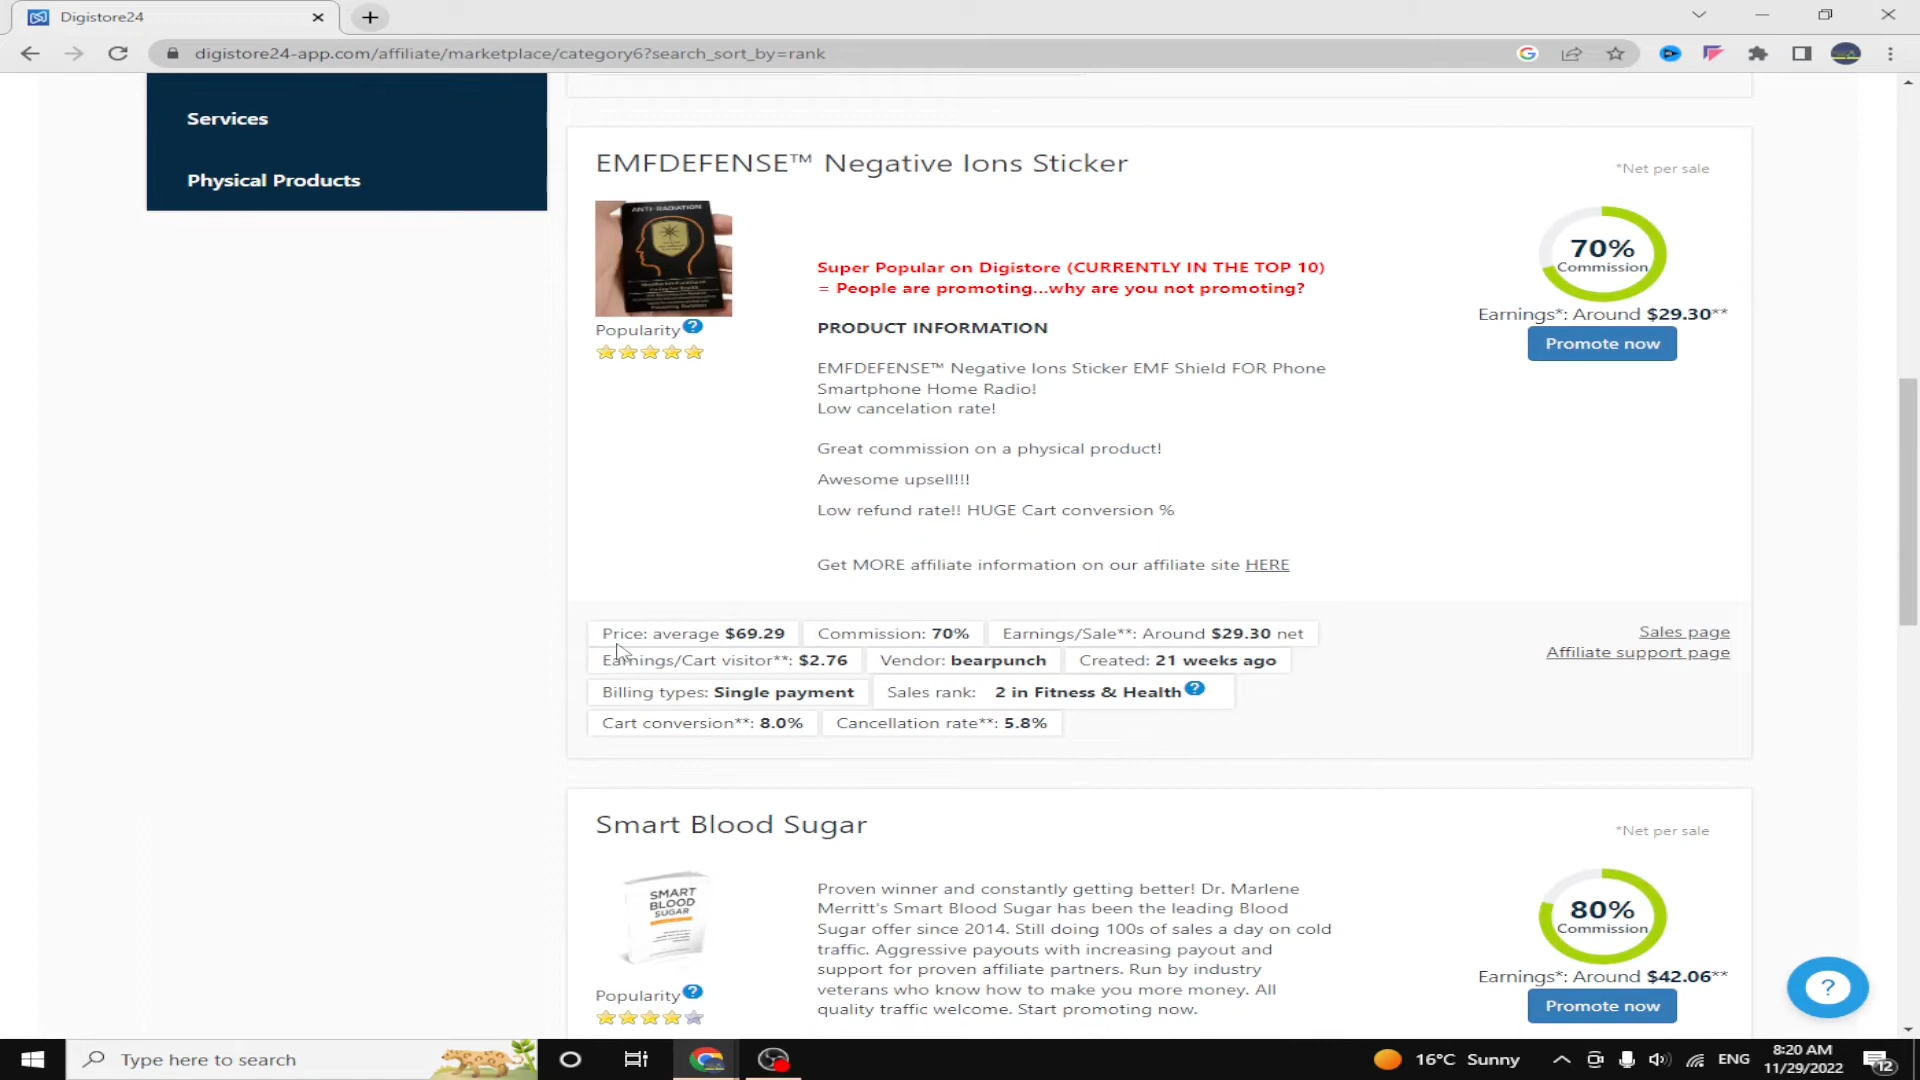 Digistore24
digistore24-app.com/affiliate/marketplace/category6?search_sort_by=rank
Services
Physical Products
EMFDEFENSE™ Negative Ions Sticker
*Net per sale
ANTI-RADIATION
Popularity
Super Popular on Digistore (CURRENTLY IN THE TOP 10)
= People are promoting...why are you not promoting?
PRODUCT INFORMATION
EMFDEFENSE™ Negative Ions Sticker EMF Shield FOR Phone
Smartphone Home Radio!
Low cancelation rate!
Great commission on a physical product!
Awesome upsell!!!
Low refund rate!! HUGE Cart conversion %
Get MORE affiliate information on our affiliate site HERE
70%
Commission
Earnings*: Around $29.30**
Promote now
Price: average $69.29 Commission: 70% Earnings/Sale**: Around $29.30 net
Earnings/Cart visitor**: $2.76 Vendor: bearpunch Created: 21 weeks ago
Billing types: Single payment Sales rank: 2 in Fitness & Health
Cart conversion**: 8.0% Cancellation rate**: 5.8%
Sales page
Affiliate support page
Smart Blood Sugar
*Net per sale
SMART
BLOOD
SUGAR
Popularity
Proven winner and constantly getting better! Dr. Marlene
Merritt's Smart Blood Sugar has been the leading Blood
Sugar offer since 2014. Still doing 100s of sales a day on cold
traffic. Aggressive payouts with increasing payout and
support for proven affiliate partners. Run by industry
veterans who know how to make you more money. All
quality traffic welcome. Start promoting now.
80%
Commission
Earnings*: Around $42.06**
Promote now
Type here to search
16°C Sunny
ENG
8:20 AM
11/29/2022
12